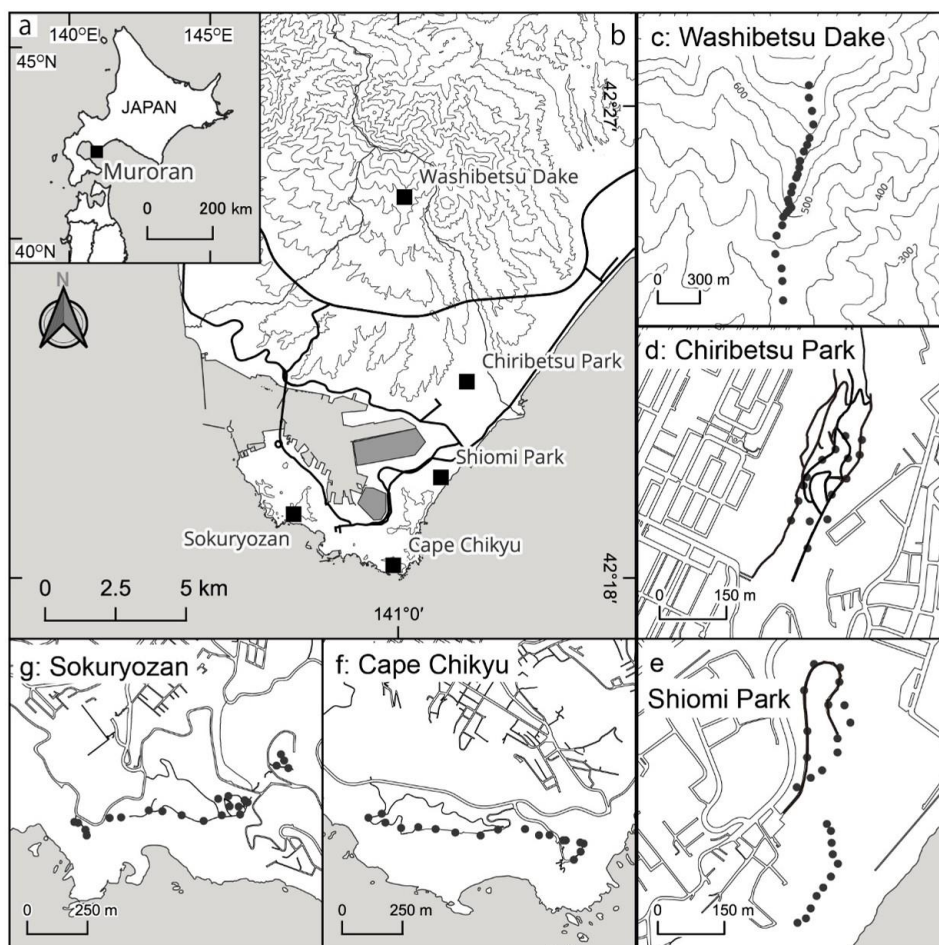 a
140°E
145°E
45°N
JAPAN
Muroran
0 200 km
40°N
N
b
42°27′
Washibetsu Dake
Chiribetsu Park
Shiomi Park
Sokuryozan
Cape Chikyu
0 2.5 5 km
42°18′
141°0′
c: Washibetsu Dake
600
500
400
300
0 300 m
d: Chiribetsu Park
0 150 m
e:
Shiomi Park
0 150 m
g: Sokuryozan
0 250 m
f: Cape Chikyu
0 250 m